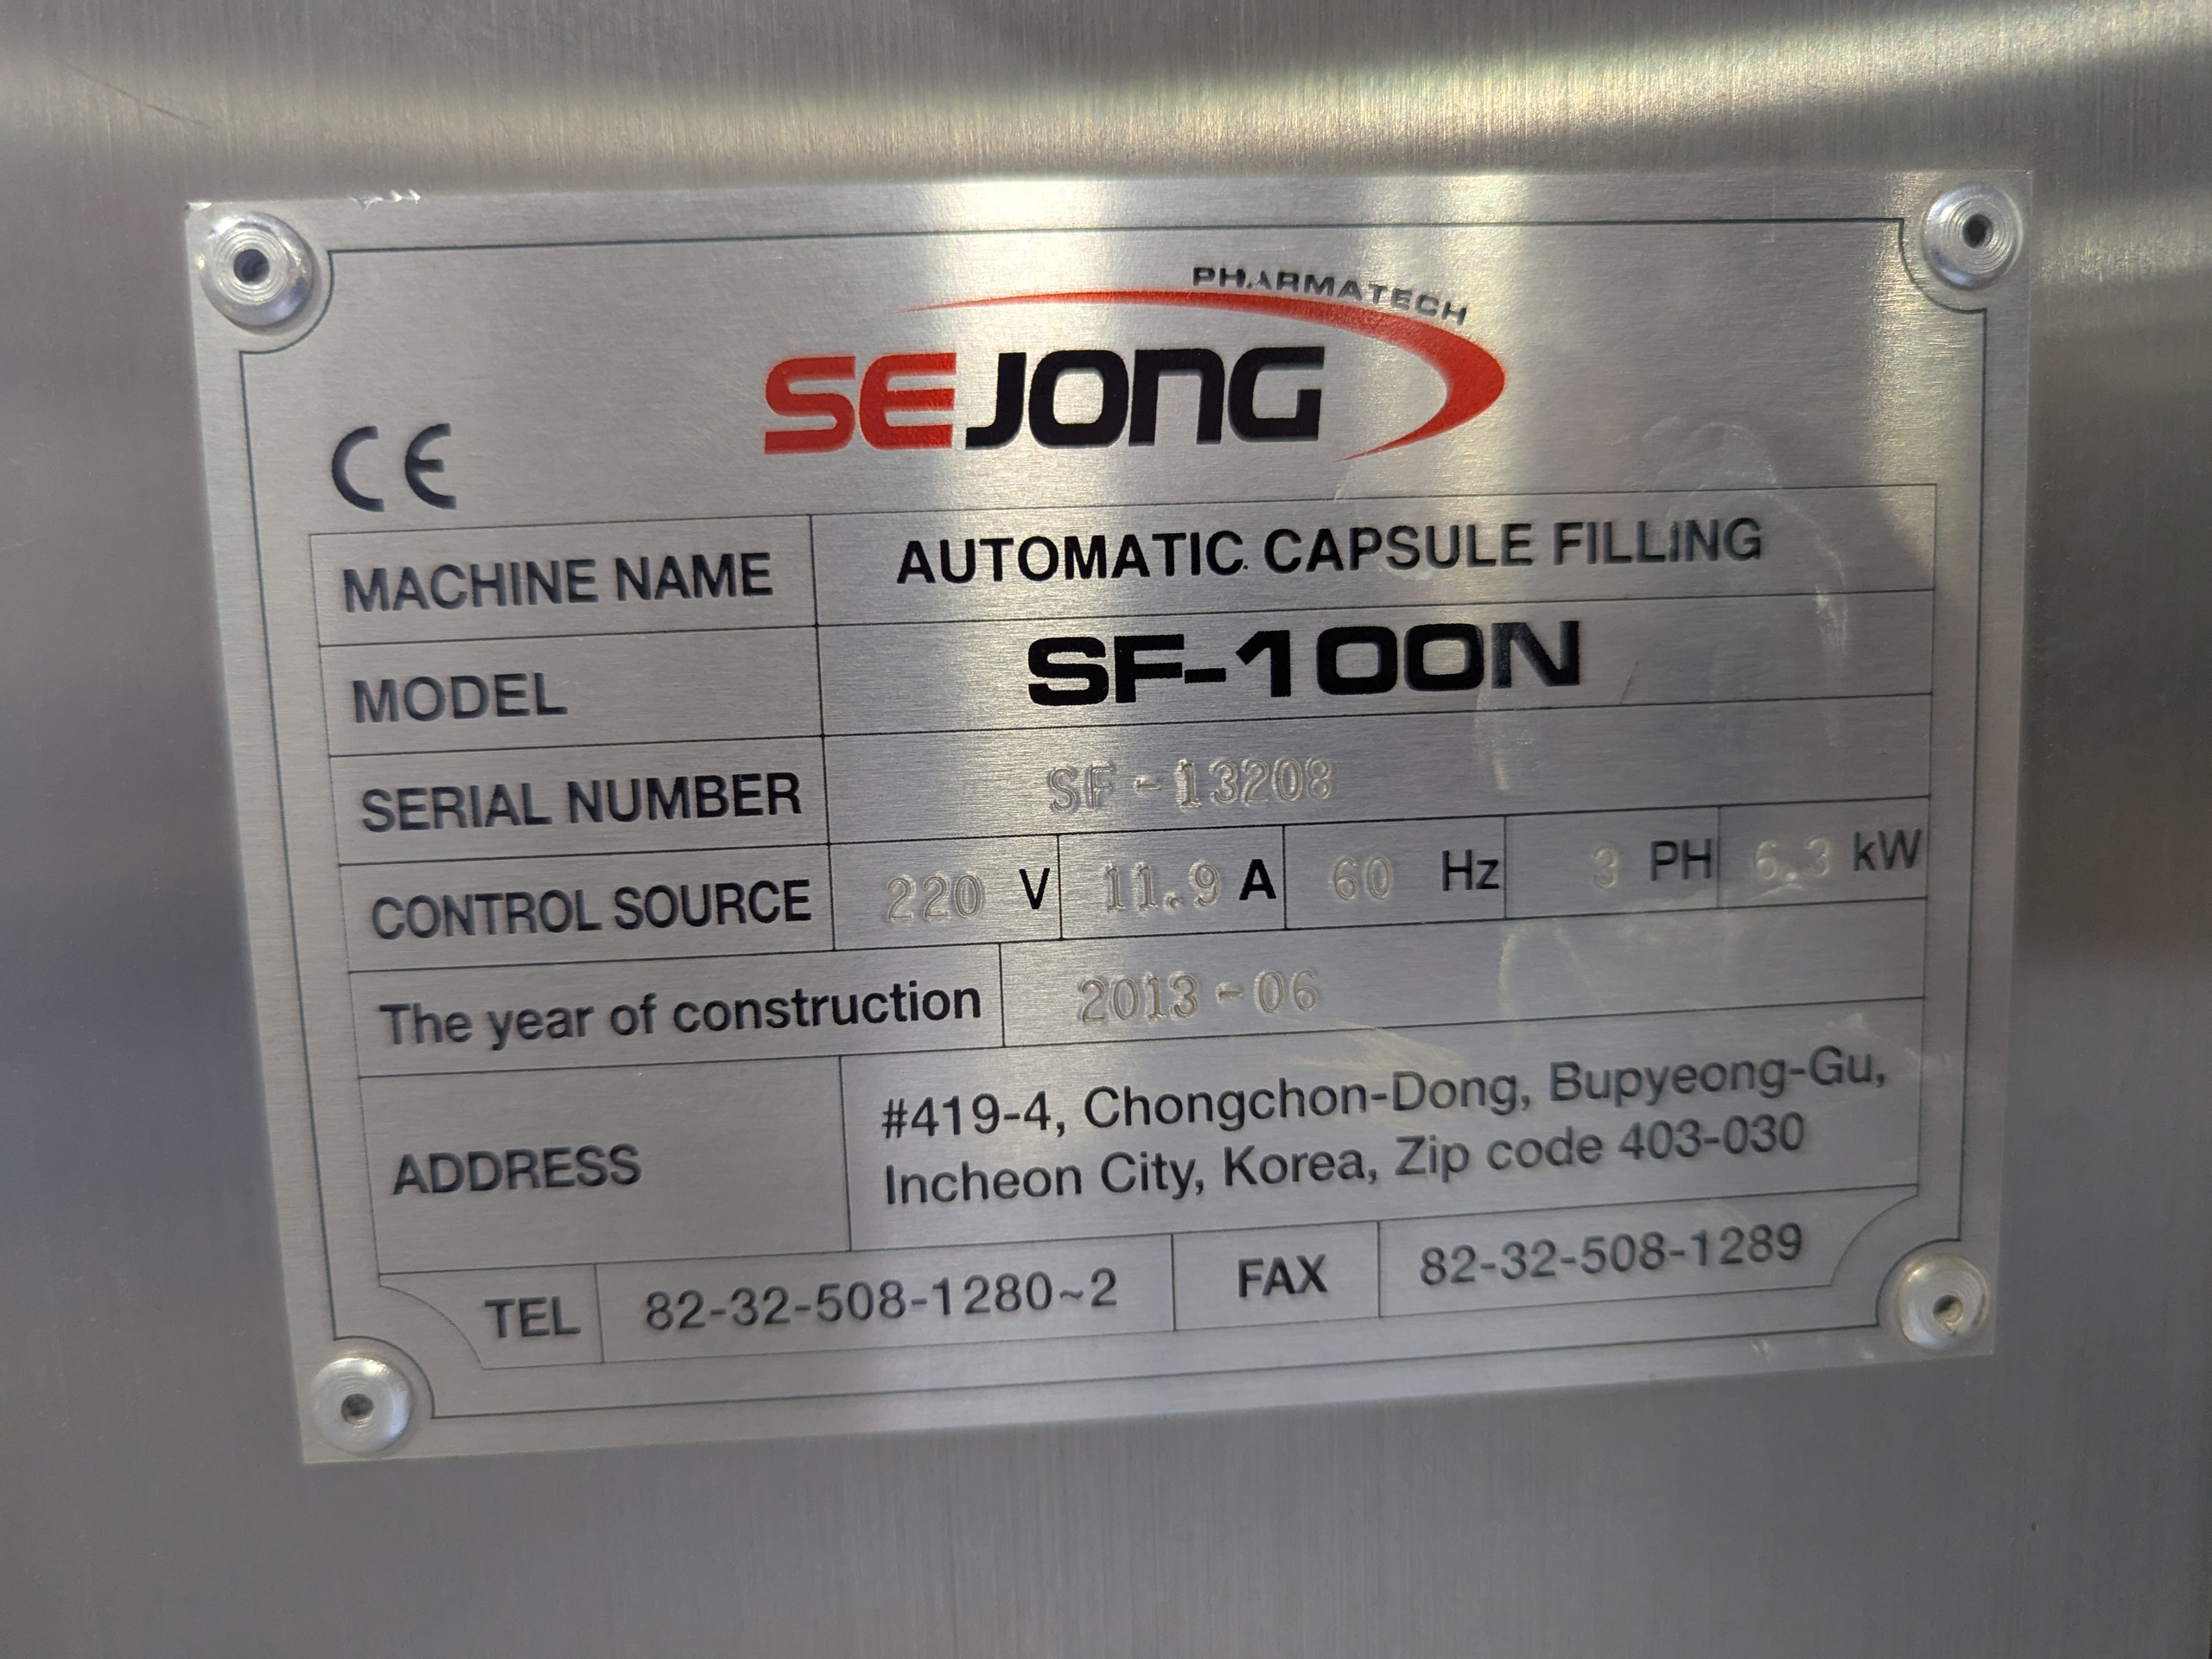 PHARMATECH
SEJONG
CE
MACHINE NAME AUTOMATIC CAPSULE FILLING
MODEL SF-100N
SERIAL NUMBER SF-13208
CONTROL SOURCE 220 V 11.9 A 60 Hz 3 PH 6.3 kW
The year of construction 2013-06
ADDRESS #419-4, Chongchon-Dong, Bupyeong-Gu,
Incheon City, Korea, Zip code 403-030
TEL 82-32-508-1280~2 FAX 82-32-508-1289